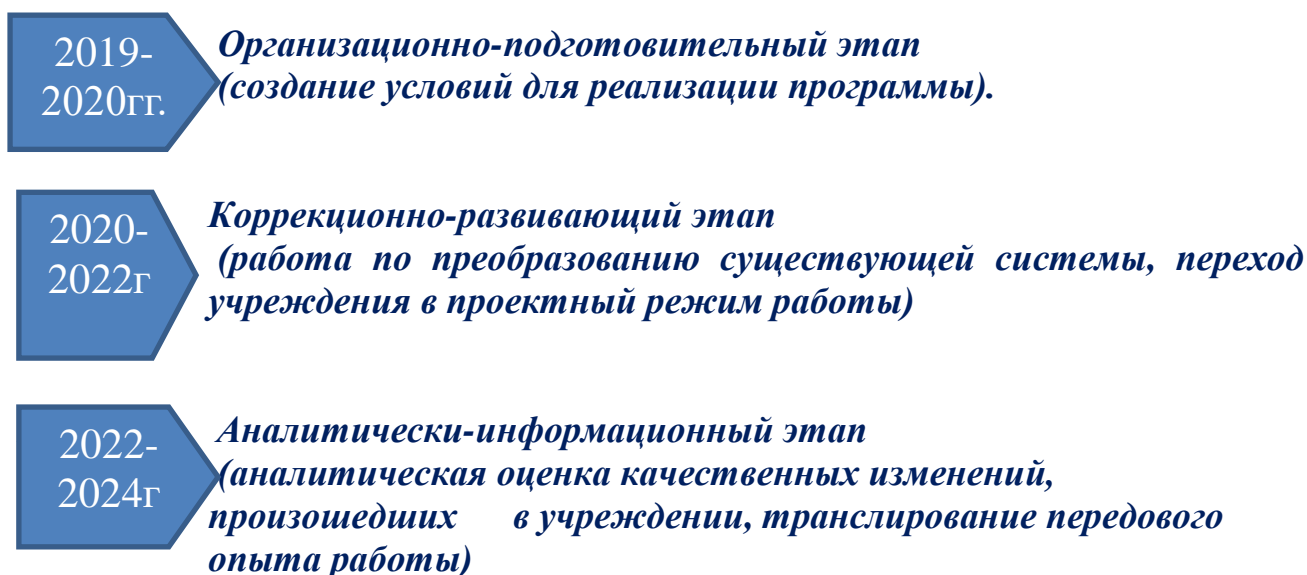 2019-
2020гг.
Организационно-подготовительный этап
(создание условий для реализации программы).
2020-
2022г
Коррекционно-развивающий этап
(работа по преобразованию существующей системы, переход
учреждения в проектный режим работы)
2022-
2024г
Аналитически-информационный этап
(аналитическая оценка качественных изменений,
произошедших в учреждении, транслирование передового
опыта работы)